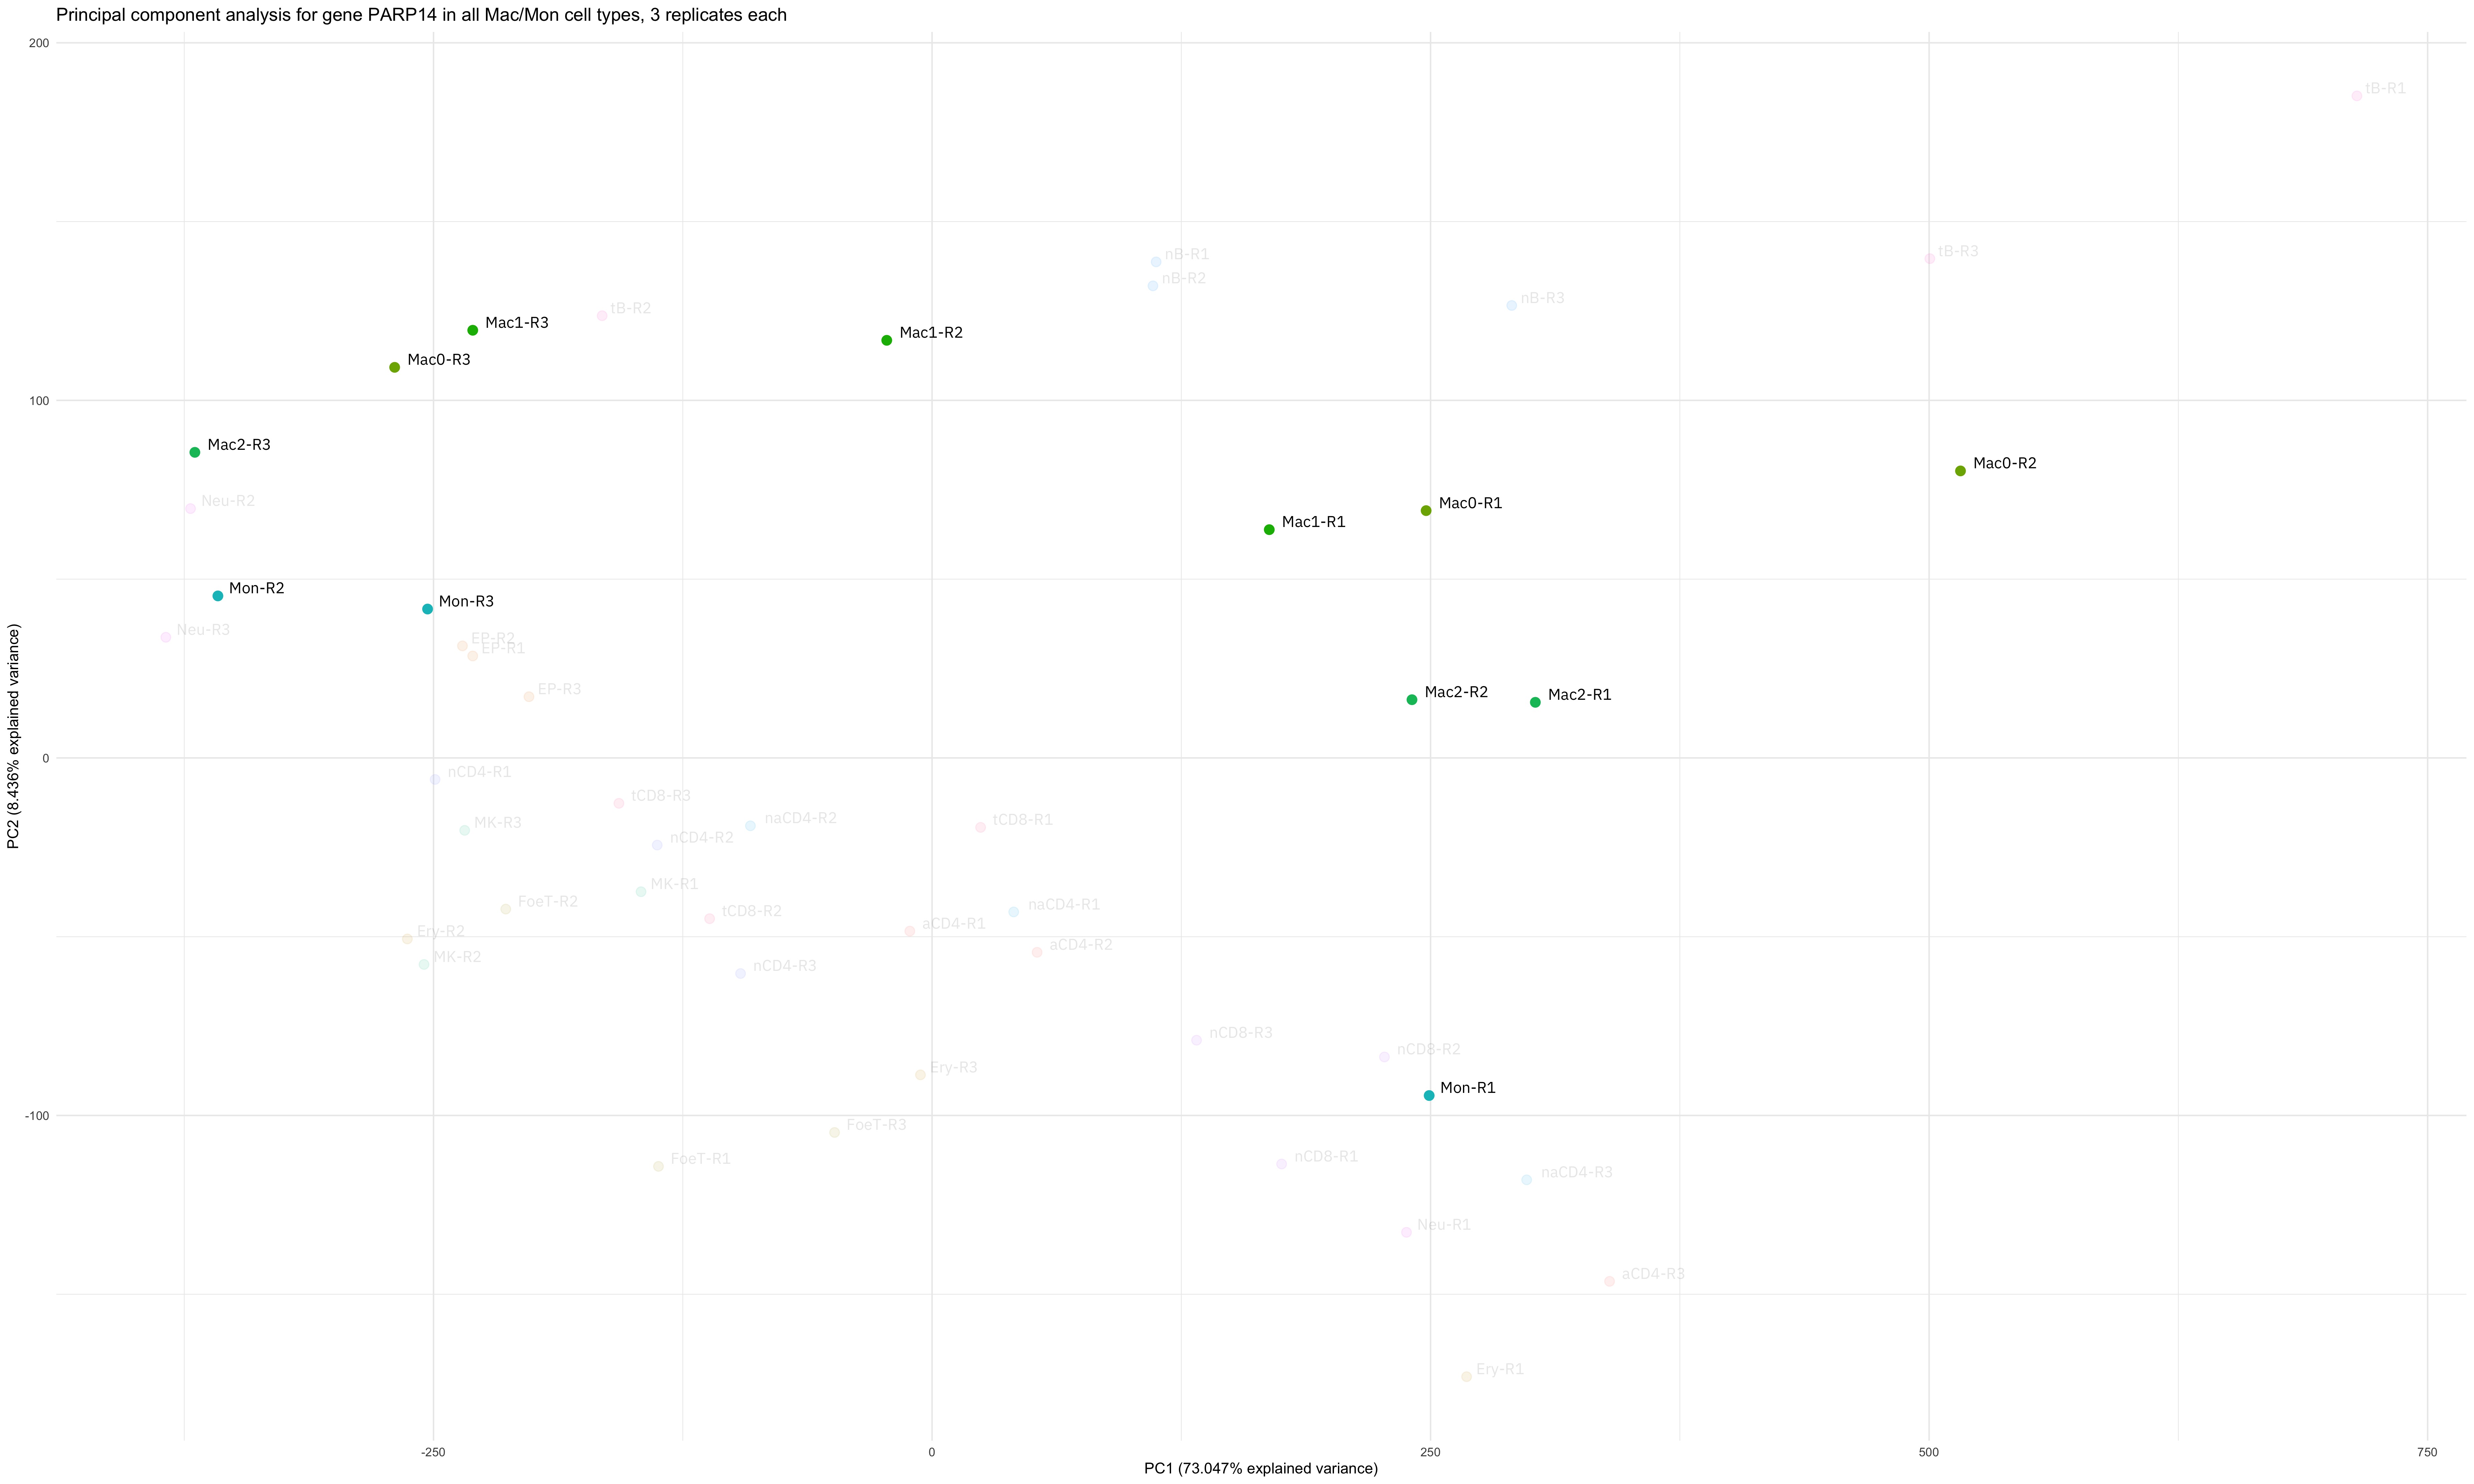 Principal component analysis for gene PARP14 in all Mac/Mon cell types, 3 replicates each
200
tB-R1
nB-R1
tB-R3
nB-R2
nB-R3
tB-R2
Mac1-R3
Mac1-R2
Mac0-R3
100
Mac2-R3
Mac0-R2
Neu-R2
Mac0-R1
Mac1-R1
Mon-R2
Mon-R3
Neu-R3
EP-R2
EP-R1
EP-R3
Mac2-R2
Mac2-R1
0
nCD4-R1
tCD8-R3
MK-R3
naCD4-R2
tCD8-R1
nCD4-R2
MK-R1
FoeT-R2
tCD8-R2
naCD4-R1
Ery-R2
aCD4-R1
aCD4-R2
MK-R2
nCD4-R3
nCD8-R3
nCD8-R2
Ery-R3
Mon-R1
-100
FoeT-R3
FoeT-R1
nCD8-R1
naCD4-R3
Neu-R1
aCD4-R3
Ery-R1
PC2 (8.436% explained variance)
-250
0
250
500
750
PC1 (73.047% explained variance)